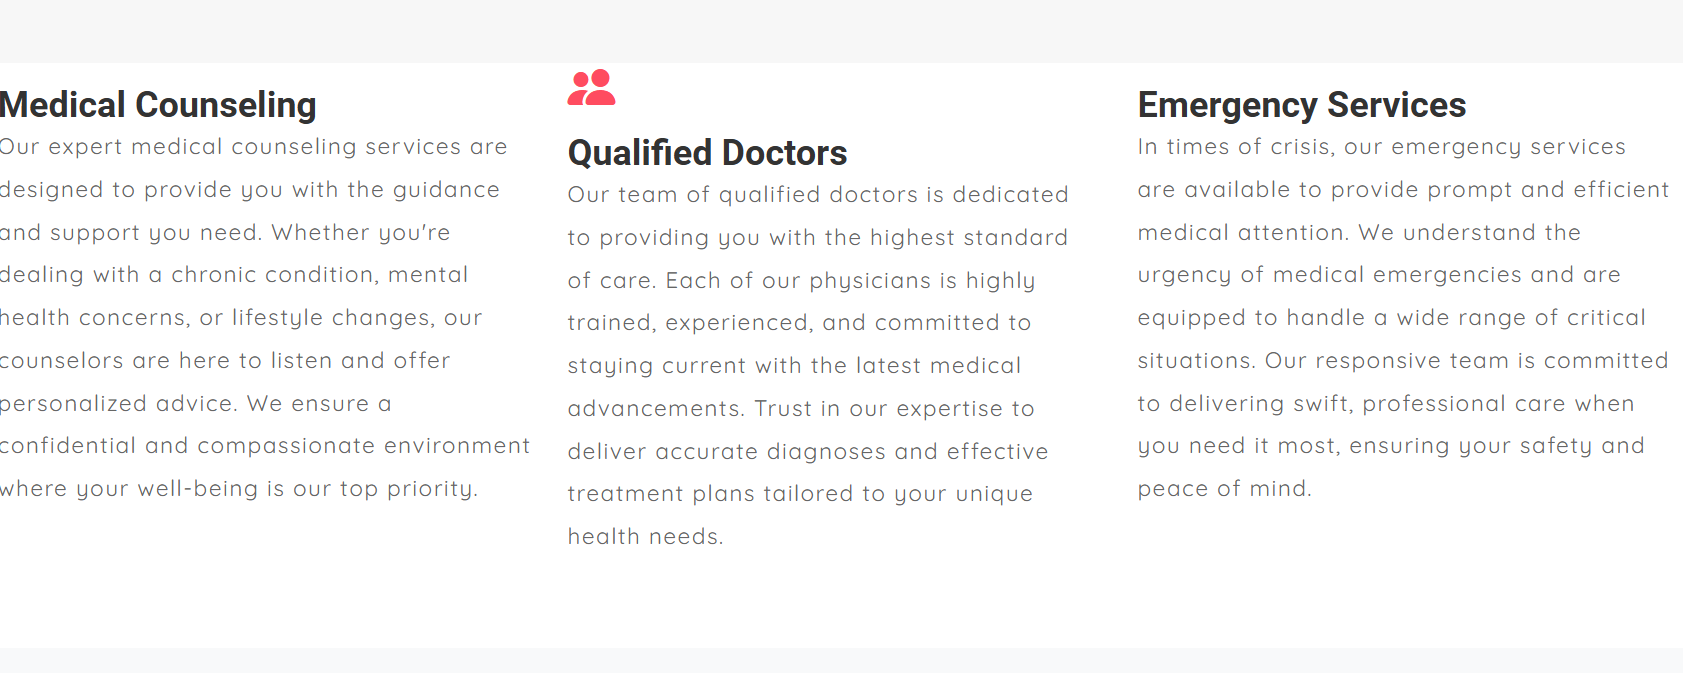 Medical Counseling
Our expert medical counseling services are
designed to provide you with the guidance
and support you need. Whether you're
dealing with a chronic condition, mental
health concerns, or lifestyle changes, our
counselors are here to listen and offer
personalized advice. We ensure a
confidential and compassionate environment
where your well-being is our top priority.
Qualified Doctors
Our team of qualified doctors is dedicated
to providing you with the highest standard
of care. Each of our physicians is highly
trained, experienced, and committed to
staying current with the latest medical
advancements. Trust in our expertise to
deliver accurate diagnoses and effective
treatment plans tailored to your unique
health needs.
Emergency Services
In times of crisis, our emergency services
are available to provide prompt and efficient
medical attention. We understand the
urgency of medical emergencies and are
equipped to handle a wide range of critical
situations. Our responsive team is committed
to delivering swift, professional care when
you need it most, ensuring your safety and
peace of mind.